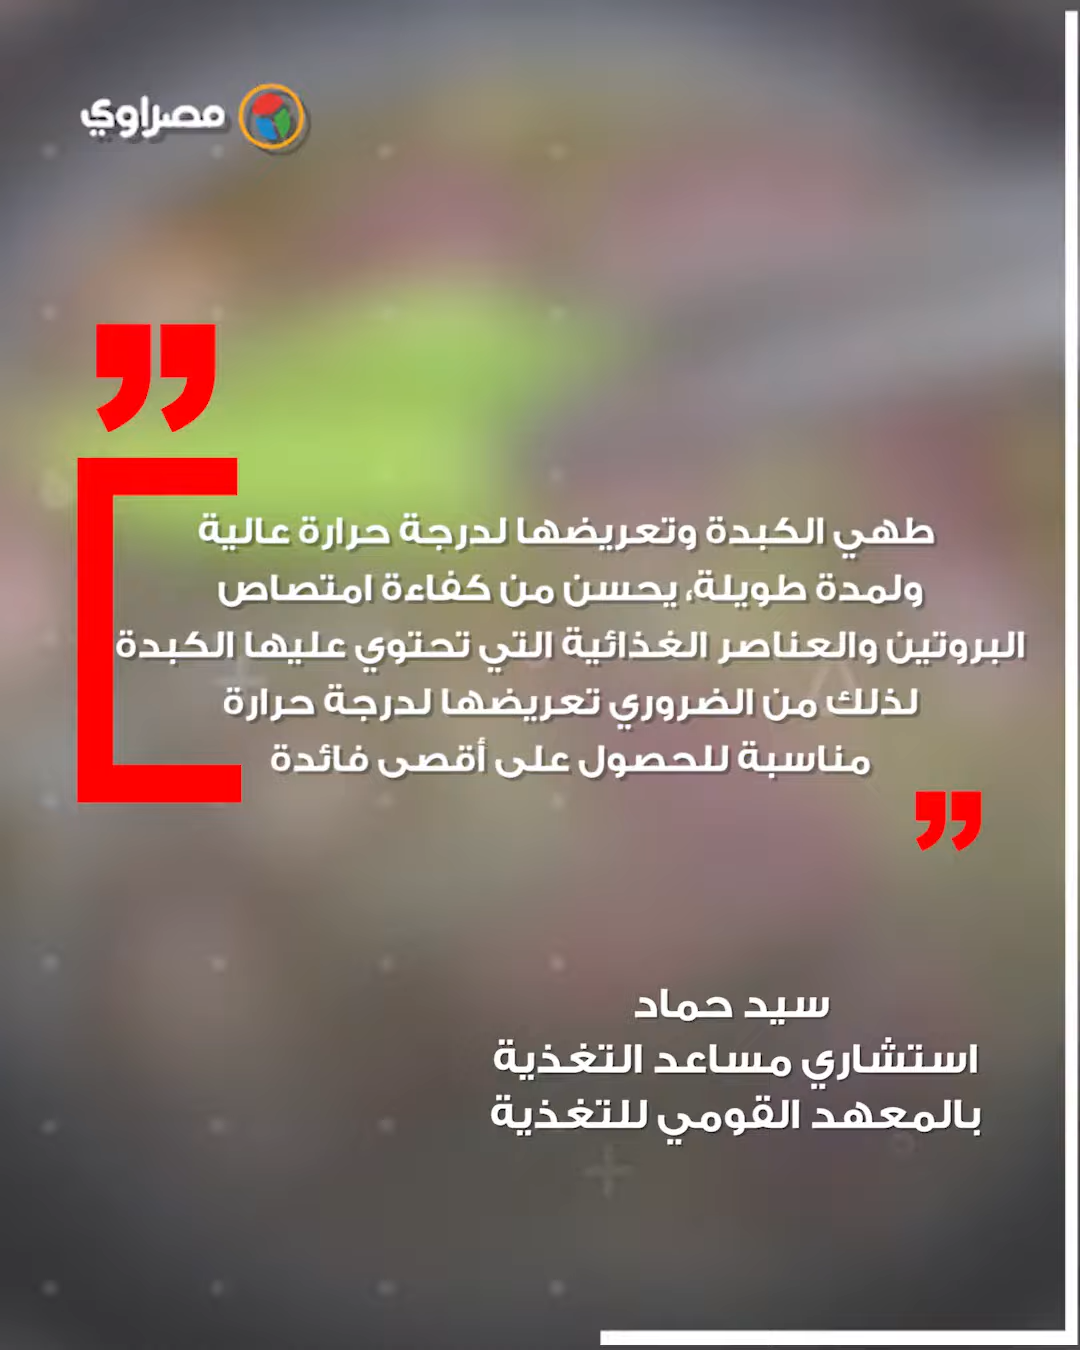 مصراوي
طهي الكبدة وتعريضها لدرجة حرارة عالية
ولمدة طويلة، يحسن من كفاءة امتصاص
البروتين والعناصر الغذائية التي تحتوي عليها الكبدة
لذلك من الضروري تعريضها لدرجة حرارة
مناسبة للحصول على أقصى فائدة
سيد حماد
استشاري مساعد التغذية
بالمعهد القومي للتغذية